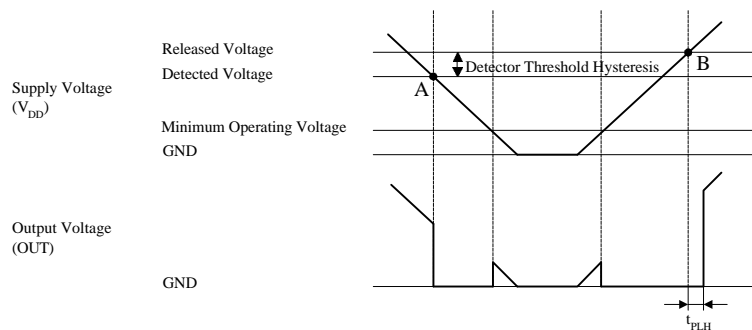 Released Voltage
Detector Threshold Hysteresis
B
Detected Voltage
A
Supply Voltage
(VDD)
Minimum Operating Voltage
GND
Output Voltage
(OUT)
GND
tPLH